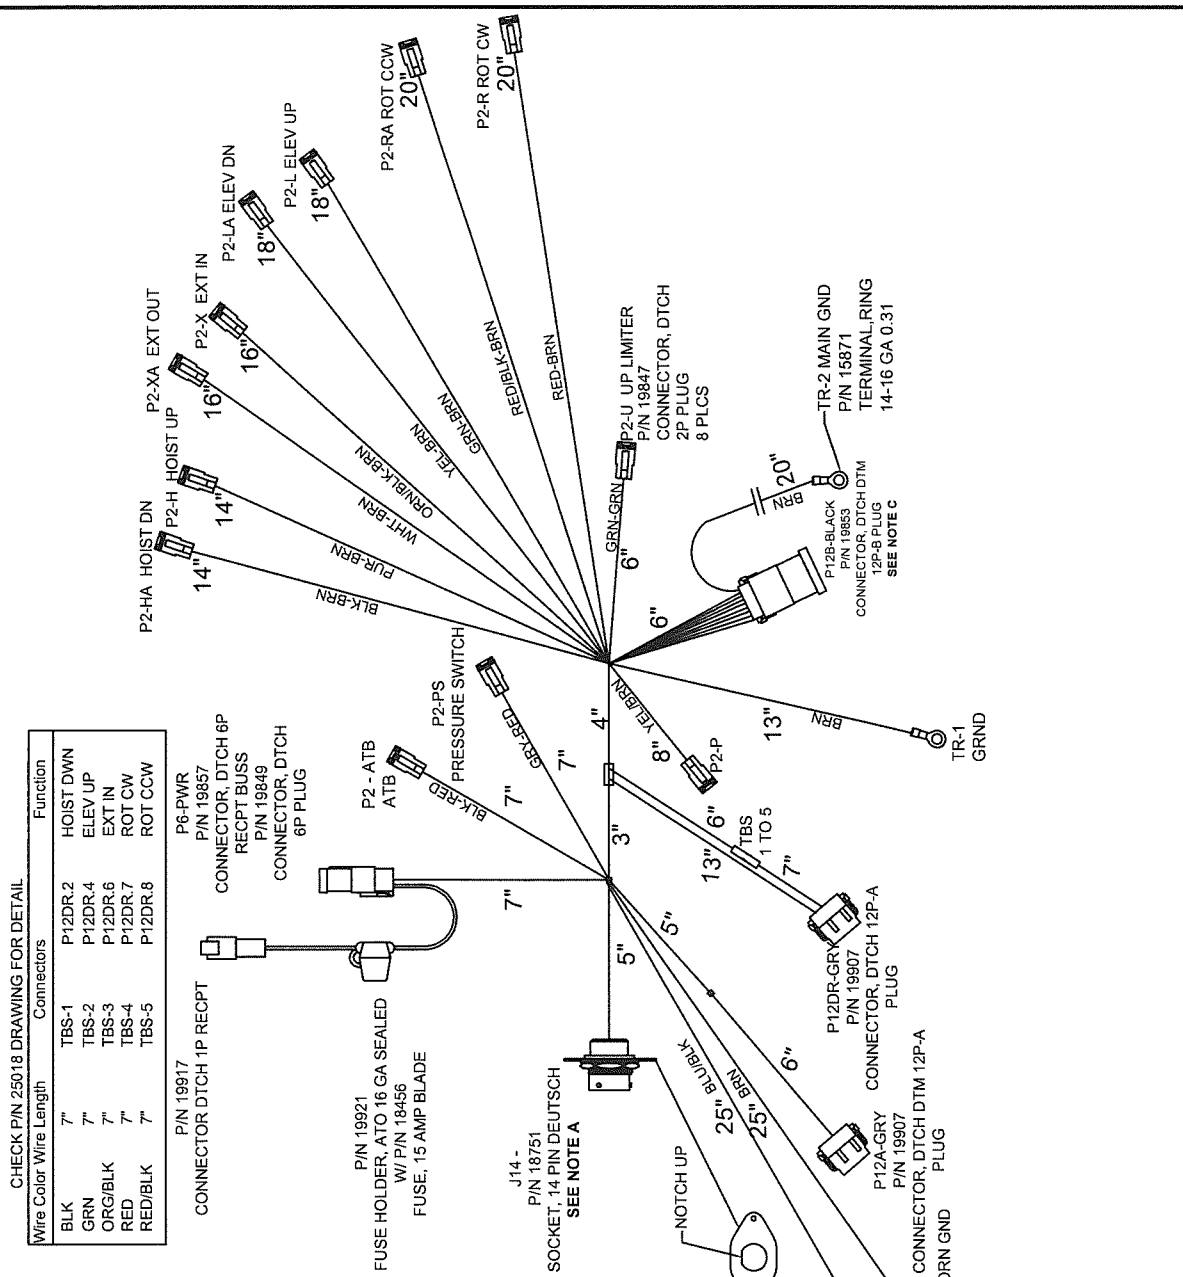 CHECK P/N 25018 DRAWING FOR DETAIL
Wire Color Wire Length Connectors Function
BLK 7" TBS-1 P12DR.2 HOIST DWN
GRN 7" TBS-2 P12DR.4 ELEV UP
ORG/BLK 7" TBS-3 P12DR.6 EXT IN
RED 7" TBS-4 P12DR.7 ROT CW
RED/BLK 7" TBS-5 P12DR.8 ROT CCW
P/N 19917
CONNECTOR DTCH 1P RECPT
P6-PWR
P/N 19857
CONNECTOR, DTCH 6P
RECPT BUSS
P/N 19849
CONNECTOR, DTCH
6P PLUG
P/N 19921
FUSE HOLDER, ATO 16 GA SEALED
W/ P/N 18456
FUSE, 15 AMP BLADE
J14 -
P/N 18751
SOCKET, 14 PIN DEUTSCH
SEE NOTE A
NOTCH UP
P2 - ATB
ATB
BLK-RED
7"
7"
P2-PS
PRESSURE SWITCH
GRY-RED
7"
5"
3"
4"
P2-HA HOIST DN
14"
BLK-BRN
P2-H HOIST UP
14"
PUR-BRN
P2-XA EXT OUT
16"
WHT-BRN
P2-X EXT IN
16"
ORN/BLK-BRN
P2-LA ELEV DN
18"
YEL-BRN
P2-L ELEV UP
18"
GRN-BRN
P2-RA ROT CCW
20"
RED/BLK-BRN
P2-R ROT CW
20"
RED-BRN
GRN-GRN
6"
P2-U UP LIMITER
P/N 19847
CONNECTOR, DTCH
2P PLUG
8 PLCS
6"
P12B-BLACK
P/N 19853
CONNECTOR, DTCH DTM
12P-B PLUG
SEE NOTE C
20"
BRN
TR-2 MAIN GND
P/N 15871
TERMINAL,RING
14-16 GA 0.31
YEL/BRN
8"
P2-P
13"
BRN
TR-1
GRND
13"
6"
TBS
1 TO 5
7"
P12DR-GRY
P/N 19907
CONNECTOR, DTCH 12P-A
PLUG
5"
6"
P12A-GRY
P/N 19907
CONNECTOR, DTCH DTM 12P-A
PLUG
BLU/BLK
25"
BRN
25"
ORN GND